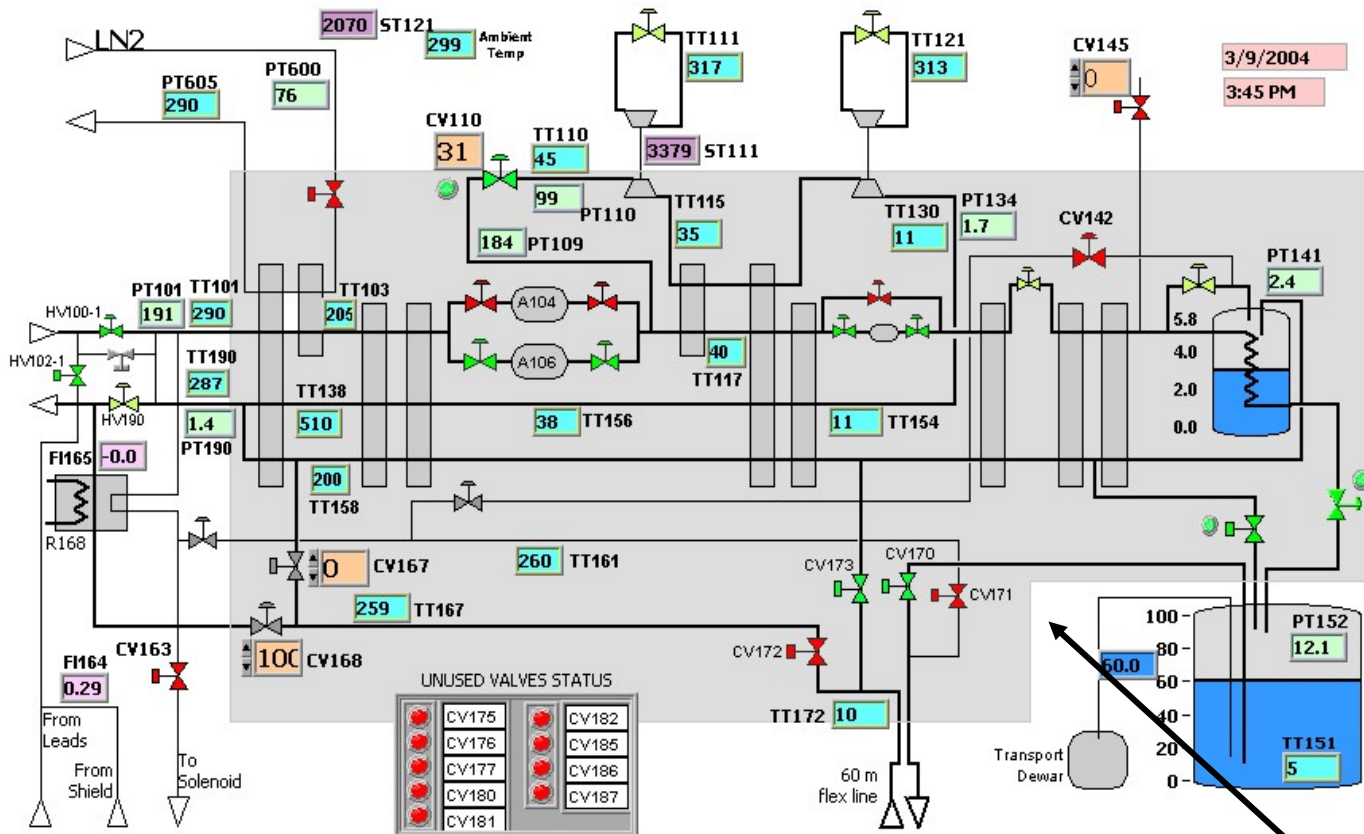 LN2
2070 ST121
299 Ambient Temp
TT111
317
TT121
313
CV145
0
3/9/2004
3:45 PM
PT605
290
PT600
76
CV110
31
TT110
45
99
PT110
3379 ST111
TT115
35
184 PT109
TT130
11
PT134
1.7
CV142
PT141
2.4
HV100-1
PT101
191
TT101
290
TT103
205
A104
A106
40
TT117
5.8
4.0
2.0
0.0
HV102-1
TT190
287
HV190
1.4
PT190
TT138
510
38 TT156
11 TT154
FI165
-0.0
200
TT158
R168
0 CV167
260 TT161
259 TT167
CV173
CV170
CV171
CV163
CV168
CV172
FI164
0.29
60.0
100
80
60
40
20
0
PT152
12.1
TT151
5
UNUSED VALVES STATUS
CV175
CV176
CV177
CV180
CV181
CV182
CV185
CV186
CV187
TT172 10
From Leads
From Shield
To Solenoid
60 m
flex line
Transport
Dewar